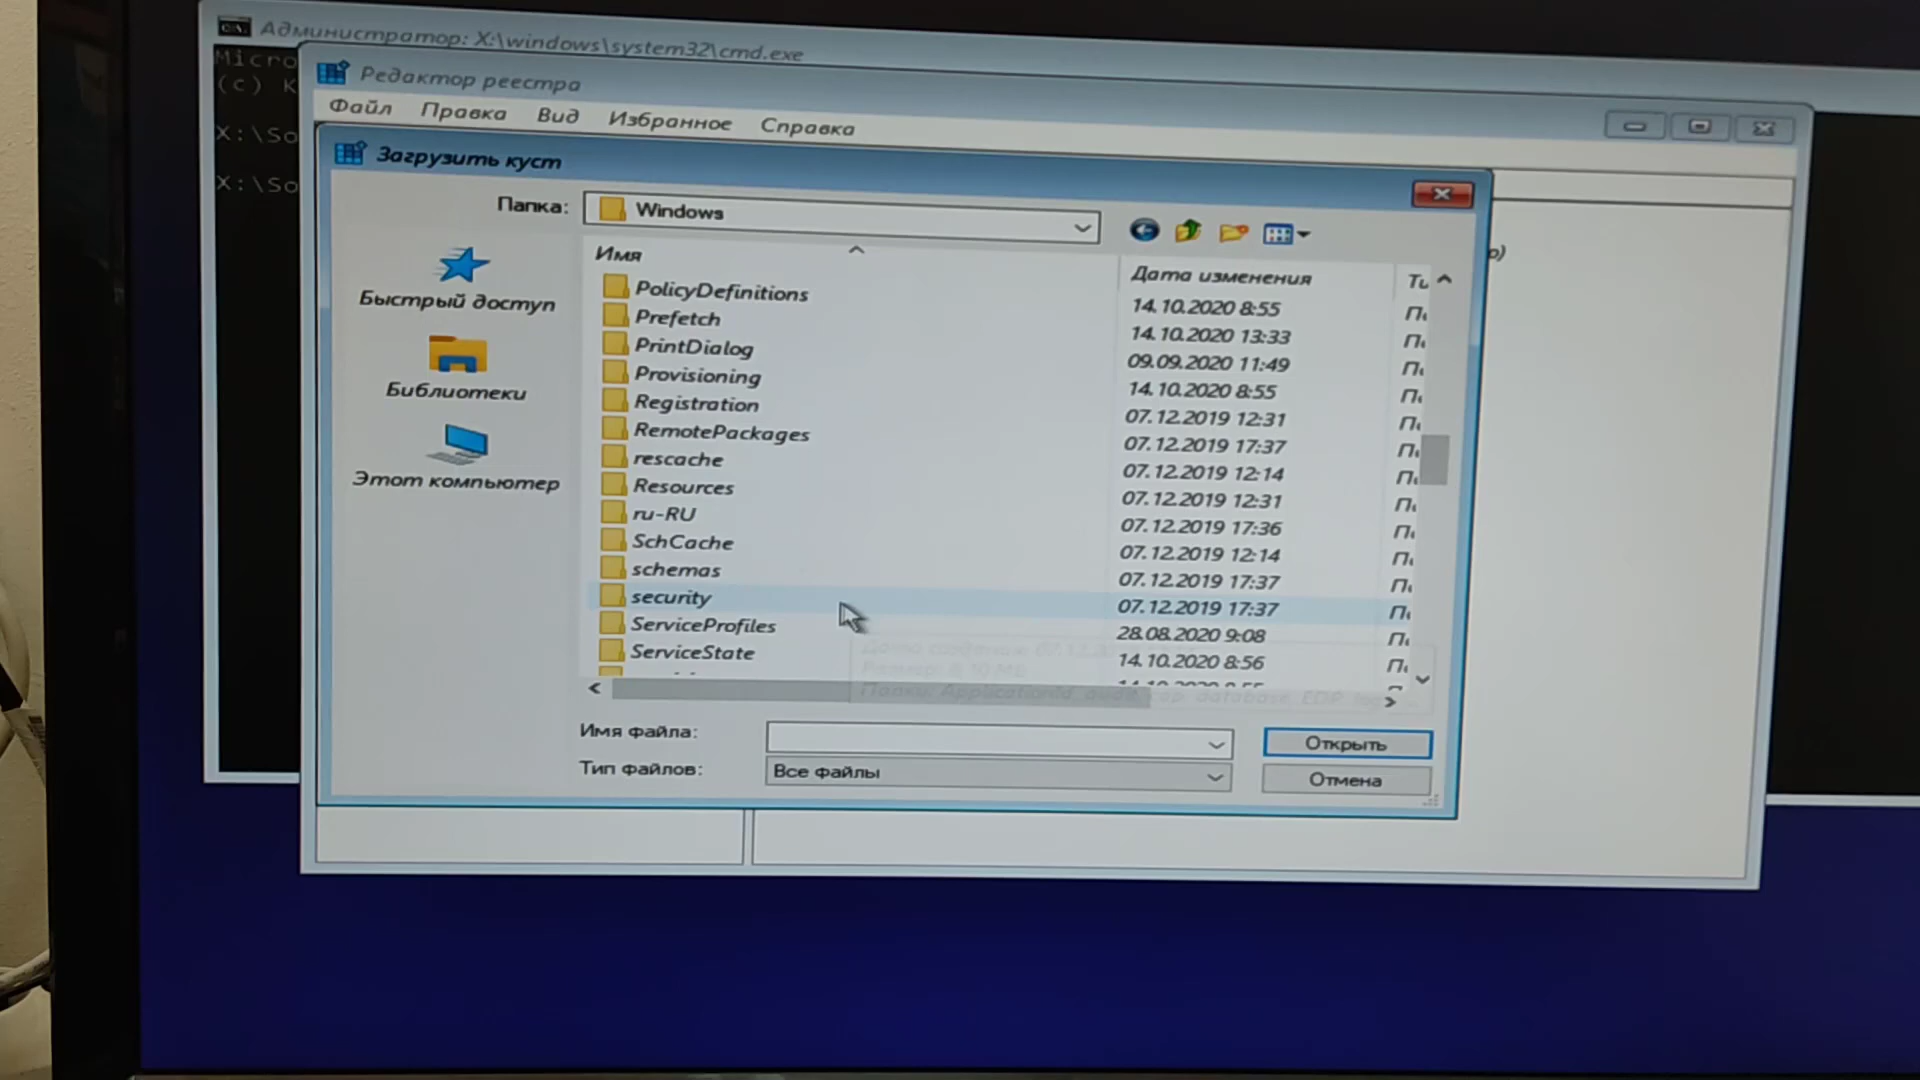 Администратор: X:\windows\system32\cmd.exe
Micro
(c) К
X:\So
X:\So
Редактор реестра
Файл Правка Вид Избранное Справка
Загрузить куст
Папка: Windows
Быстрый доступ
Библиотеки
Этот компьютер
Имя Дата изменения Ти
PolicyDefinitions 14.10.2020 8:55
Prefetch 14.10.2020 13:33
PrintDialog 09.09.2020 11:49
Provisioning 14.10.2020 8:55
Registration 07.12.2019 12:31
RemotePackages 07.12.2019 17:37
rescache 07.12.2019 12:14
Resources 07.12.2019 12:31
ru-RU 07.12.2019 17:36
SchCache 07.12.2019 12:14
schemas 07.12.2019 17:37
security 07.12.2019 17:37
ServiceProfiles 28.08.2020 9:08
ServiceState 14.10.2020 8:56
Имя файла:
Открыть
Тип файлов: Все файлы
Отмена